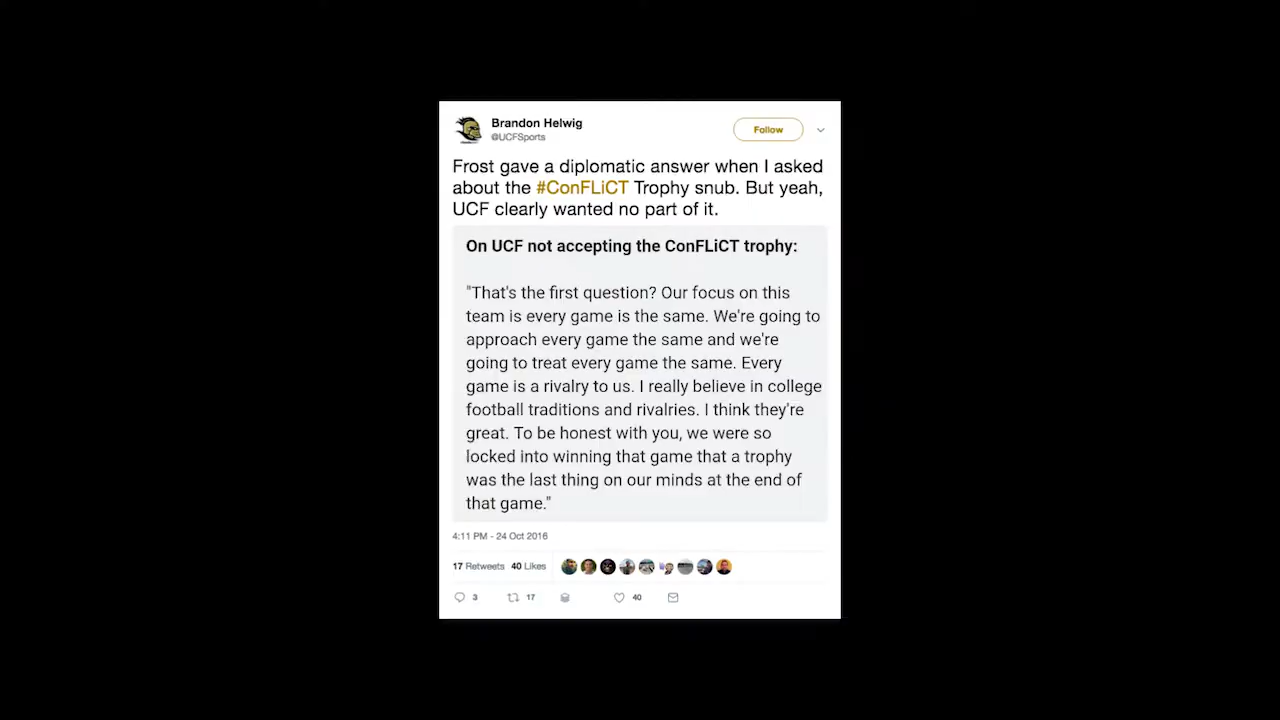 Brandon Helwig
@UCFSports
Follow
Frost gave a diplomatic answer when I asked
about the #ConFLiCT Trophy snub. But yeah,
UCF clearly wanted no part of it.
On UCF not accepting the ConFLiCT trophy:
"That's the first question? Our focus on this
team is every game is the same. We're going to
approach every game the same and we're
going to treat every game the same. Every
game is a rivalry to us. I really believe in college
football traditions and rivalries. I think they're
great. To be honest with you, we were so
locked into winning that game that a trophy
was the last thing on our minds at the end of
that game."
4:11 PM - 24 Oct 2016
17 Retweets 40 Likes
3 17 40